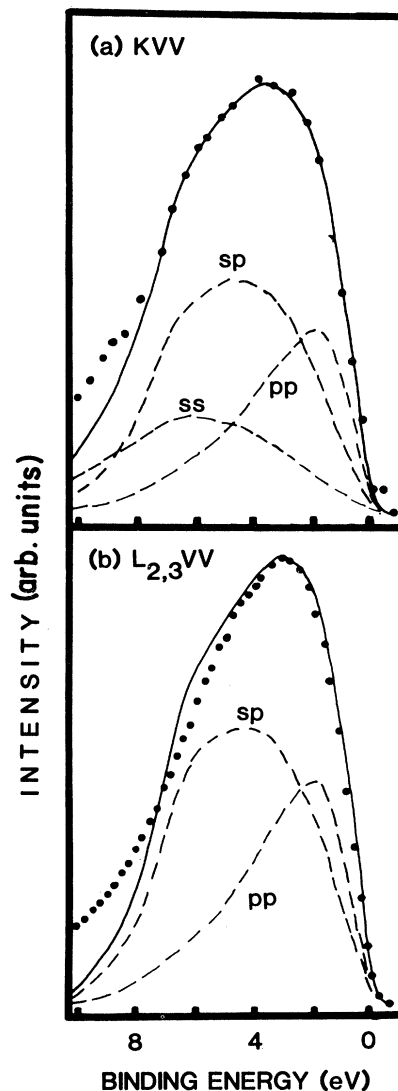 (a) KVV
sp
pp
ss
(b) L2,3VV
sp
pp
INTENSITY (arb. units)
8 4 0
BINDING ENERGY (eV)